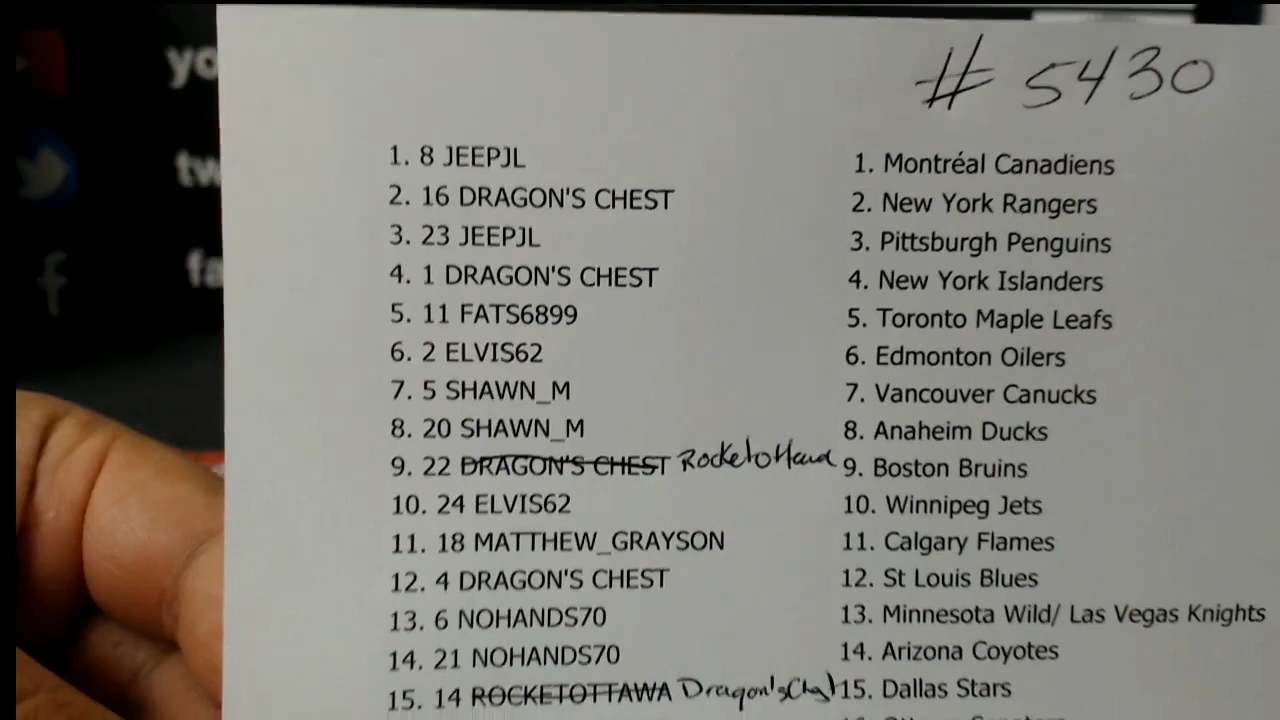 # 5430
yo
tw
fa
1. 8 JEEPJL 1. Montréal Canadiens
2. 16 DRAGON'S CHEST 2. New York Rangers
3. 23 JEEPJL 3. Pittsburgh Penguins
4. 1 DRAGON'S CHEST 4. New York Islanders
5. 11 FATS6899 5. Toronto Maple Leafs
6. 2 ELVIS62 6. Edmonton Oilers
7. 5 SHAWN_M 7. Vancouver Canucks
8. 20 SHAWN_M 8. Anaheim Ducks
9. 22 DRAGON'S CHEST 9. Boston Bruins
10. 24 ELVIS62 10. Winnipeg Jets
11. 18 MATTHEW_GRAYSON 11. Calgary Flames
12. 4 DRAGON'S CHEST 12. St Louis Blues
13. 6 NOHANDS70 13. Minnesota Wild/ Las Vegas Knights
14. 21 NOHANDS70 14. Arizona Coyotes
15. 14 ROCKETOTTAWA Dragon's 15. Dallas Stars